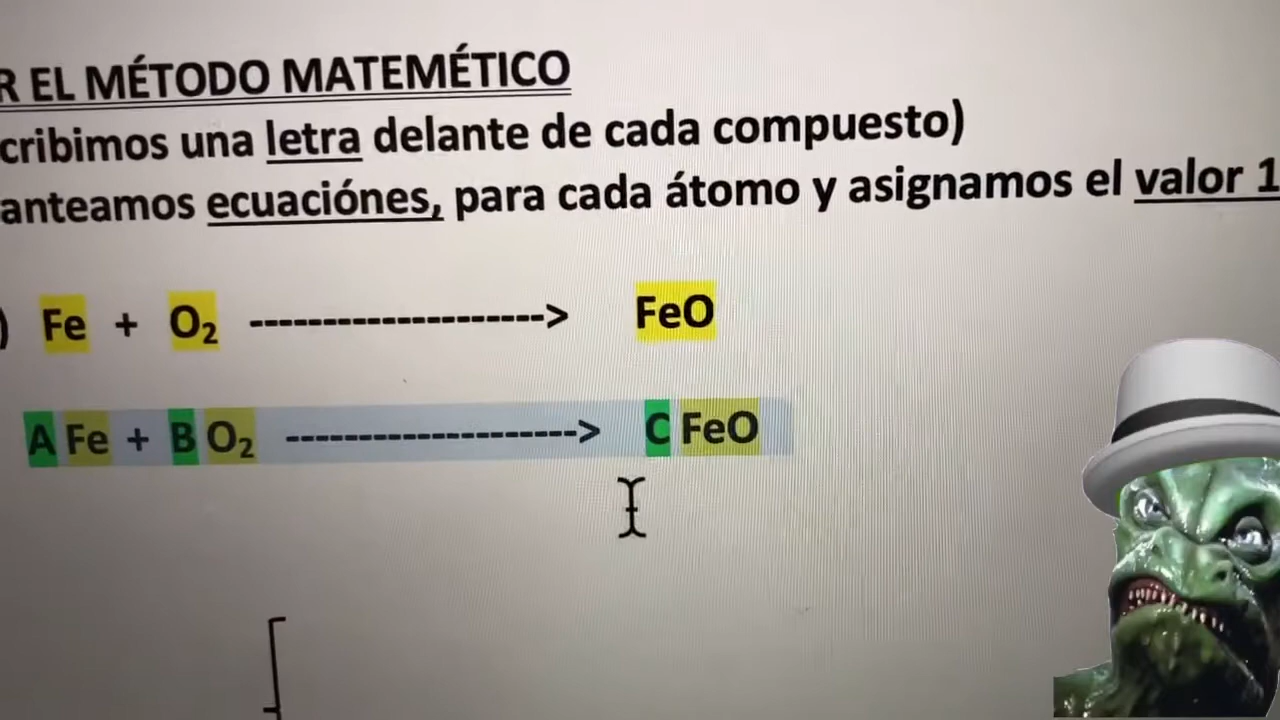 R EL MÉTODO MATEMÉTICO
cribimos una letra delante de cada compuesto)
anteamos ecuaciónes, para cada átomo y asignamos el valor 1
) Fe + O₂ --------------------> FeO
A Fe + B O₂ --------------------> C FeO